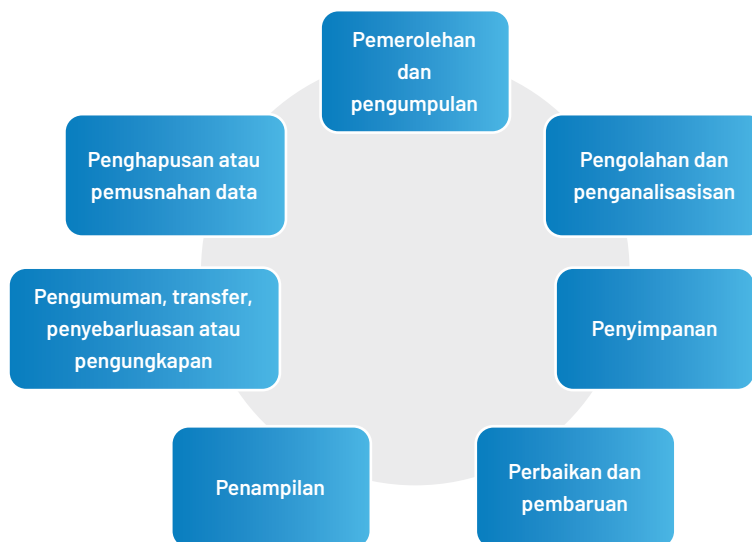 Pemerolehan
dan
pengumpulan
Pengolahan dan
penganalisasisan
Penyimpanan
Perbaikan dan
pembaruan
Penampilan
Pengumuman, transfer,
penyebarluasan atau
pengungkapan
Penghapusan atau
pemusnahan data